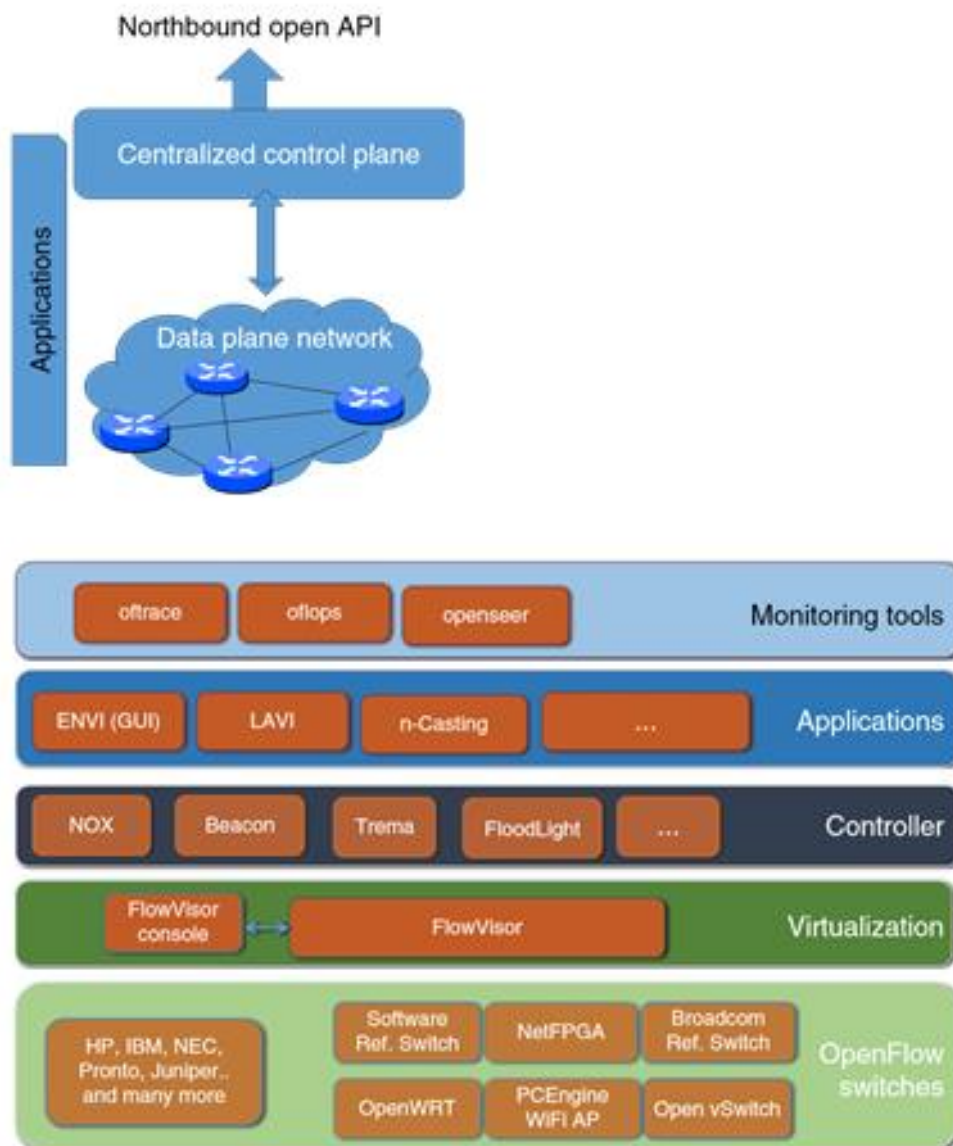 Northbound open API
Centralized control plane
Applications
Data plane network
oftrace
oflops
openseer
Monitoring tools
ENVI (GUI)
LAVI
n-Casting
...
Applications
NOX
Beacon
Trema
FloodLight
...
Controller
FlowVisor
console
FlowVisor
Virtualization
HP, IBM, NEC,
Pronto, Juniper..
and many more
Software
Ref. Switch
NetFPGA
Broadcom
Ref. Switch
OpenWRT
PCEngine
WiFI AP
Open vSwitch
OpenFlow
switches